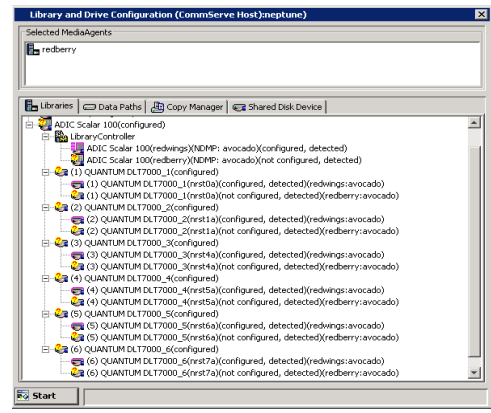 Library and Drive Configuration (CommServe Host):neptune)
Selected MediaAgents
redberry
Libraries
Data Paths
Copy Manager
Shared Disk Device
ADIC Scalar 100(configured)
LibraryController
ADIC Scalar 100(redwings)(NDMP: avocado)(configured, detected)
ADIC Scalar 100(redberry)(NDMP: avocado)(not configured, detected)
(1) QUANTUM DLT7000_1(configured)
(1) QUANTUM DLT7000_1(rst0a)(configured, detected)(redwings:avocado)
(1) QUANTUM DLT7000_1(nrst0a)(not configured, detected)(redberry:avocado)
(2) QUANTUM DLT7000_2(configured)
(2) QUANTUM DLT7000_2(rst1a)(configured, detected)(redwings:avocado)
(2) QUANTUM DLT7000_2(nrst1a)(not configured, detected)(redberry:avocado)
(3) QUANTUM DLT7000_3(configured)
(3) QUANTUM DLT7000_3(nrst4a)(configured, detected)(redwings:avocado)
(3) QUANTUM DLT7000_3(nrst4a)(not configured, detected)(redberry:avocado)
(4) QUANTUM DLT7000_4(configured)
(4) QUANTUM DLT7000_4(nrst5a)(configured, detected)(redwings:avocado)
(4) QUANTUM DLT7000_4(nrst5a)(not configured, detected)(redberry:avocado)
(5) QUANTUM DLT7000_5(configured)
(5) QUANTUM DLT7000_5(nrst6a)(configured, detected)(redwings:avocado)
(5) QUANTUM DLT7000_5(nrst6a)(not configured, detected)(redberry:avocado)
(6) QUANTUM DLT7000_6(configured)
(6) QUANTUM DLT7000_6(nrst7a)(configured, detected)(redwings:avocado)
(6) QUANTUM DLT7000_6(nrst7a)(not configured, detected)(redberry:avocado)
Start